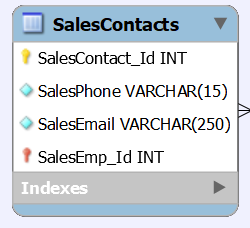 SalesContacts
SalesContact_Id INT
SalesPhone VARCHAR(15)
SalesEmail VARCHAR(250)
SalesEmp_Id INT
Indexes